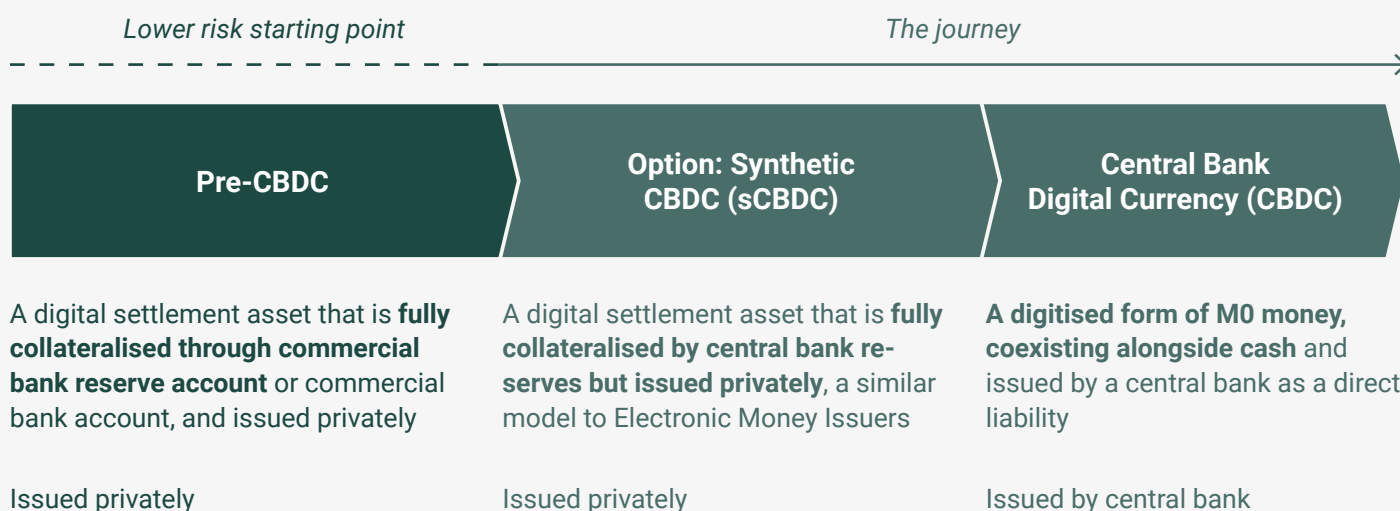 Lower risk starting point
The journey
Pre-CBDC
Option: Synthetic
CBDC (sCBDC)
Central Bank
Digital Currency (CBDC)
A digital settlement asset that is fully
collateralised through commercial
bank reserve account or commercial
bank account, and issued privately
A digital settlement asset that is fully
collateralised by central bank re-
serves but issued privately, a similar
model to Electronic Money Issuers
A digitised form of M0 money,
coexisting alongside cash and
issued by a central bank as a direct
liability
Issued privately
Issued privately
Issued by central bank